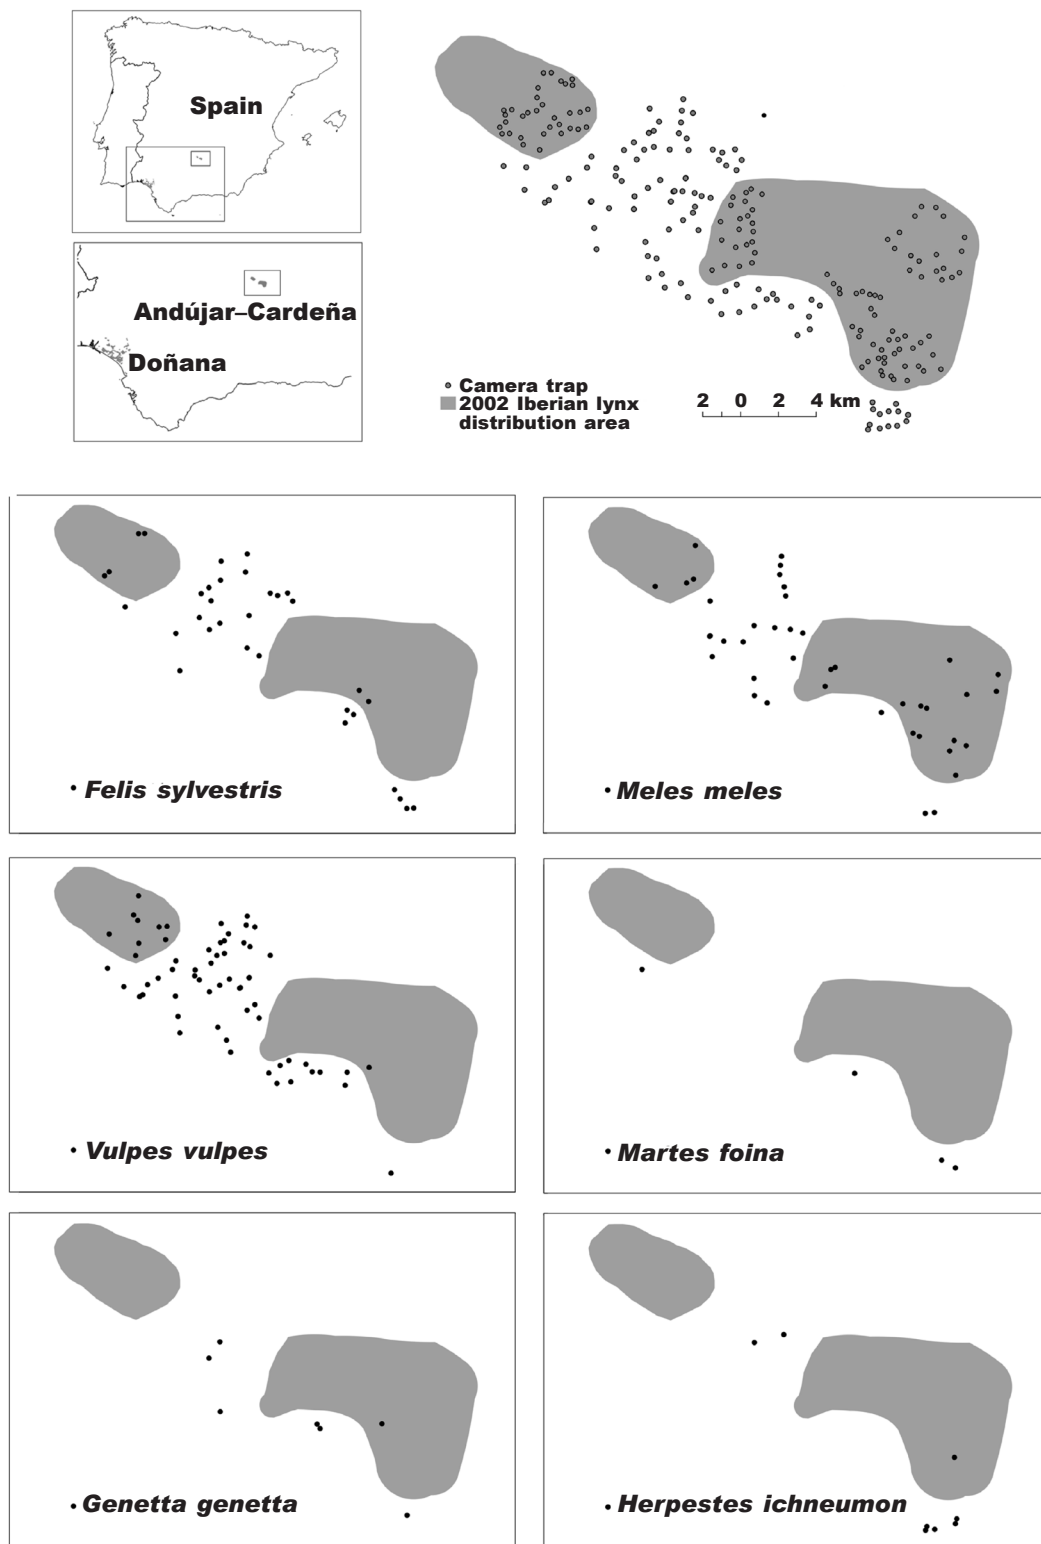 Spain
Andújar–Cardeña
Doñana
Camera trap
2002 Iberian lynx
distribution area
2 0 2 4 km
Felis sylvestris
Meles meles
Vulpes vulpes
Martes foina
Genetta genetta
Herpestes ichneumon